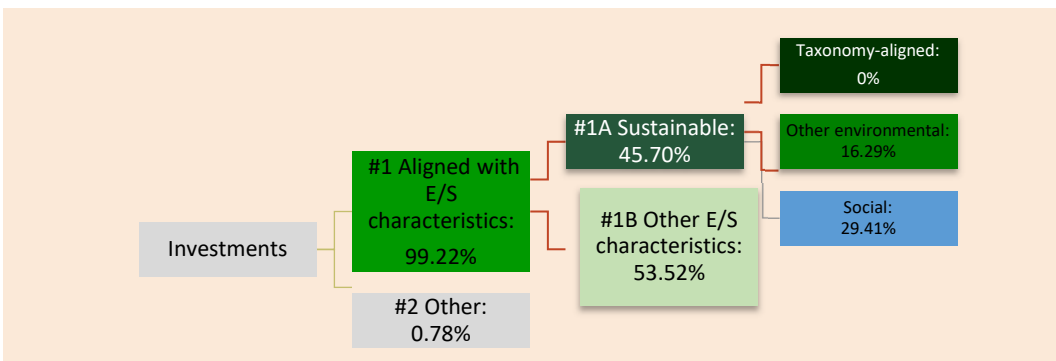 Investments
#1 Aligned with
E/S
characteristics:
99.22%
#2 Other:
0.78%
#1A Sustainable:
45.70%
#1B Other E/S
characteristics:
53.52%
Taxonomy-aligned:
0%
Other environmental:
16.29%
Social:
29.41%